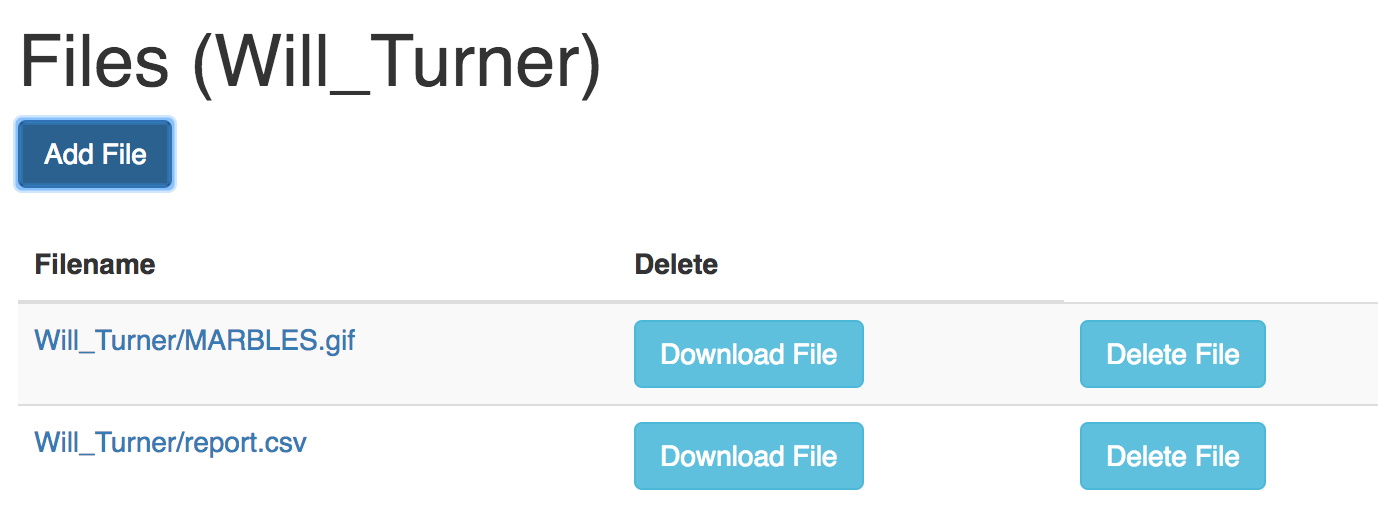 Files (Will_Turner)
Add File
Filename Delete
Will_Turner/MARBLES.gif Download File Delete File
Will_Turner/report.csv Download File Delete File